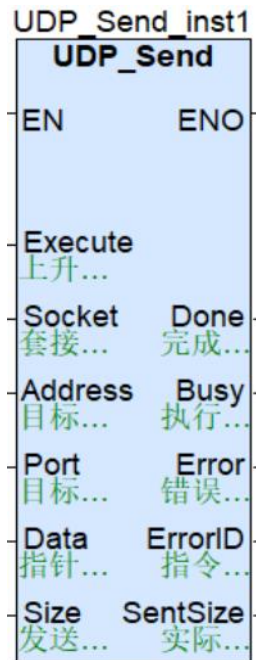 UDP_Send_inst1
UDP_Send
EN ENO
Execute
上升...
Socket Done
套接... 完成...
Address Busy
目标... 执行...
Port Error
目标... 错误...
Data ErrorID
指针... 指令...
Size SentSize
发送... 实际...